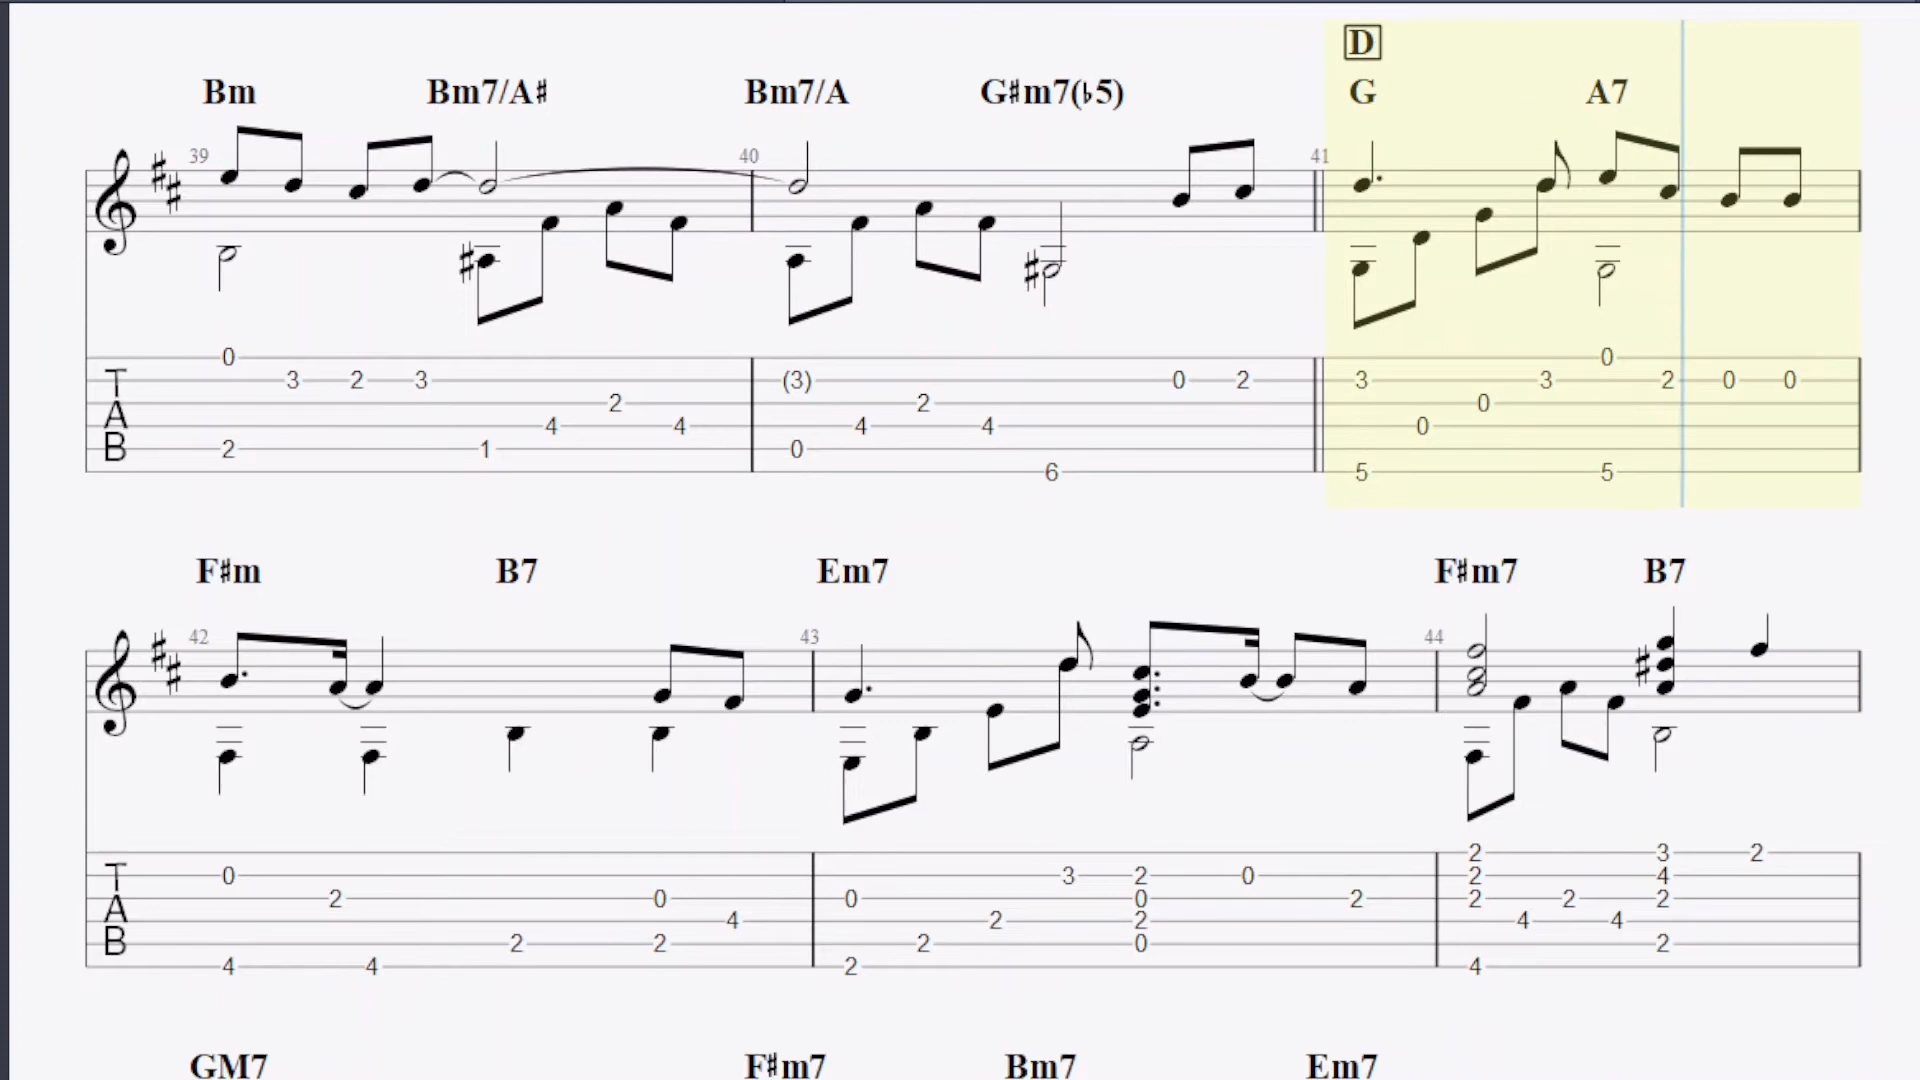 D
Bm Bm7/A♯ Bm7/A G♯m7(♭5) G A7
39 40 41
0 0
3 2 3 (3) 0 2 3 3 2 0 0
2 2 0
4 4 4 4 0
2 1 0
6 5 5
TAB
F♯m B7 Em7 F♯m7 B7
42 43 44
2 3 2
0 3 2 0 2 4
2 0 0 0 2 2 2 2
4 2 2 4 4
2 2 2 0 2
4 4 2 4
TAB
GM7 F♯m7 Bm7 Em7